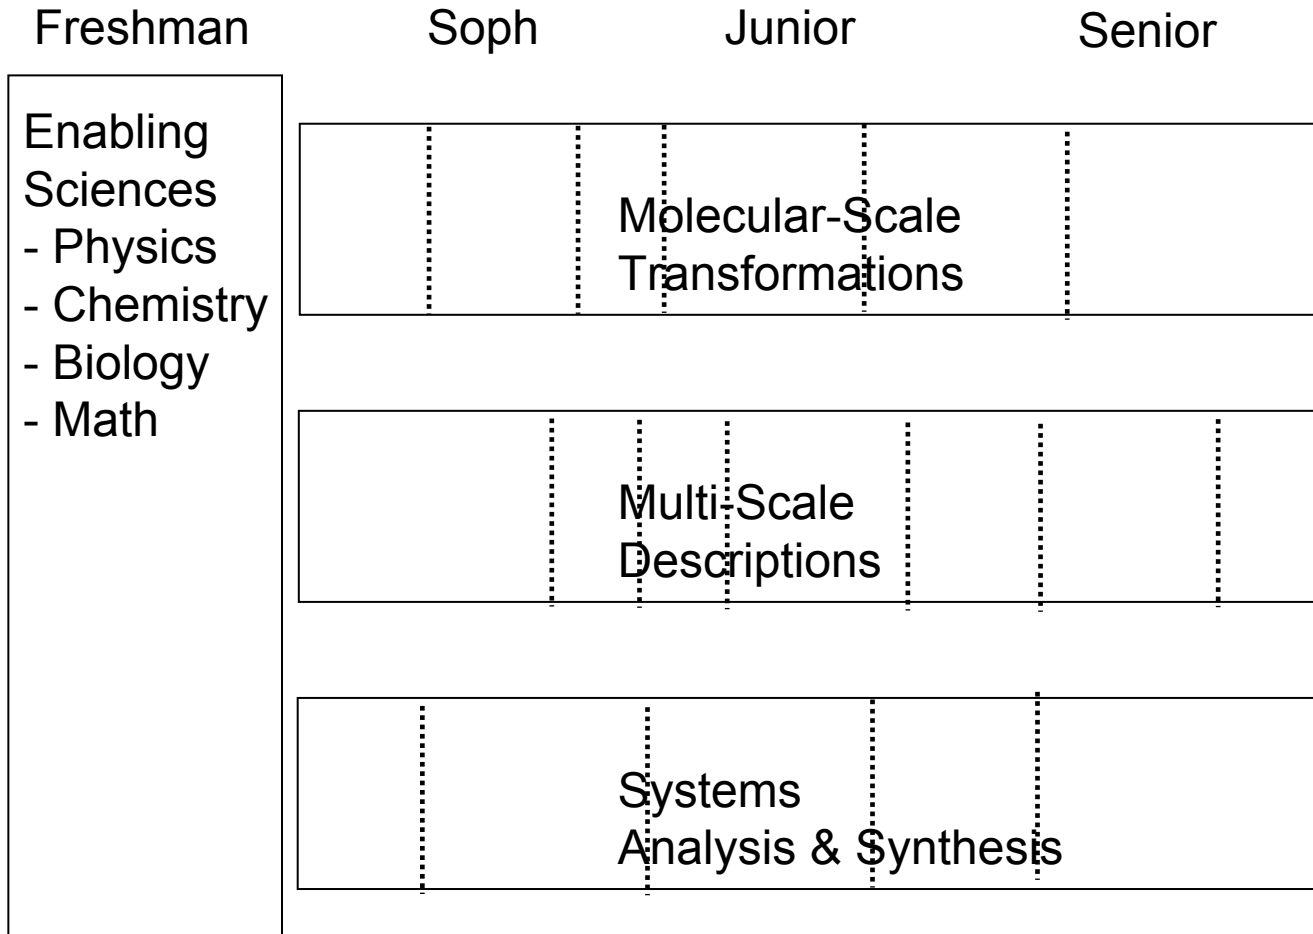 Freshman Soph Junior Senior
Enabling
Sciences
- Physics
- Chemistry
- Biology
- Math
Molecular-Scale
Transformations
Multi-Scale
Descriptions
Systems
Analysis & Synthesis